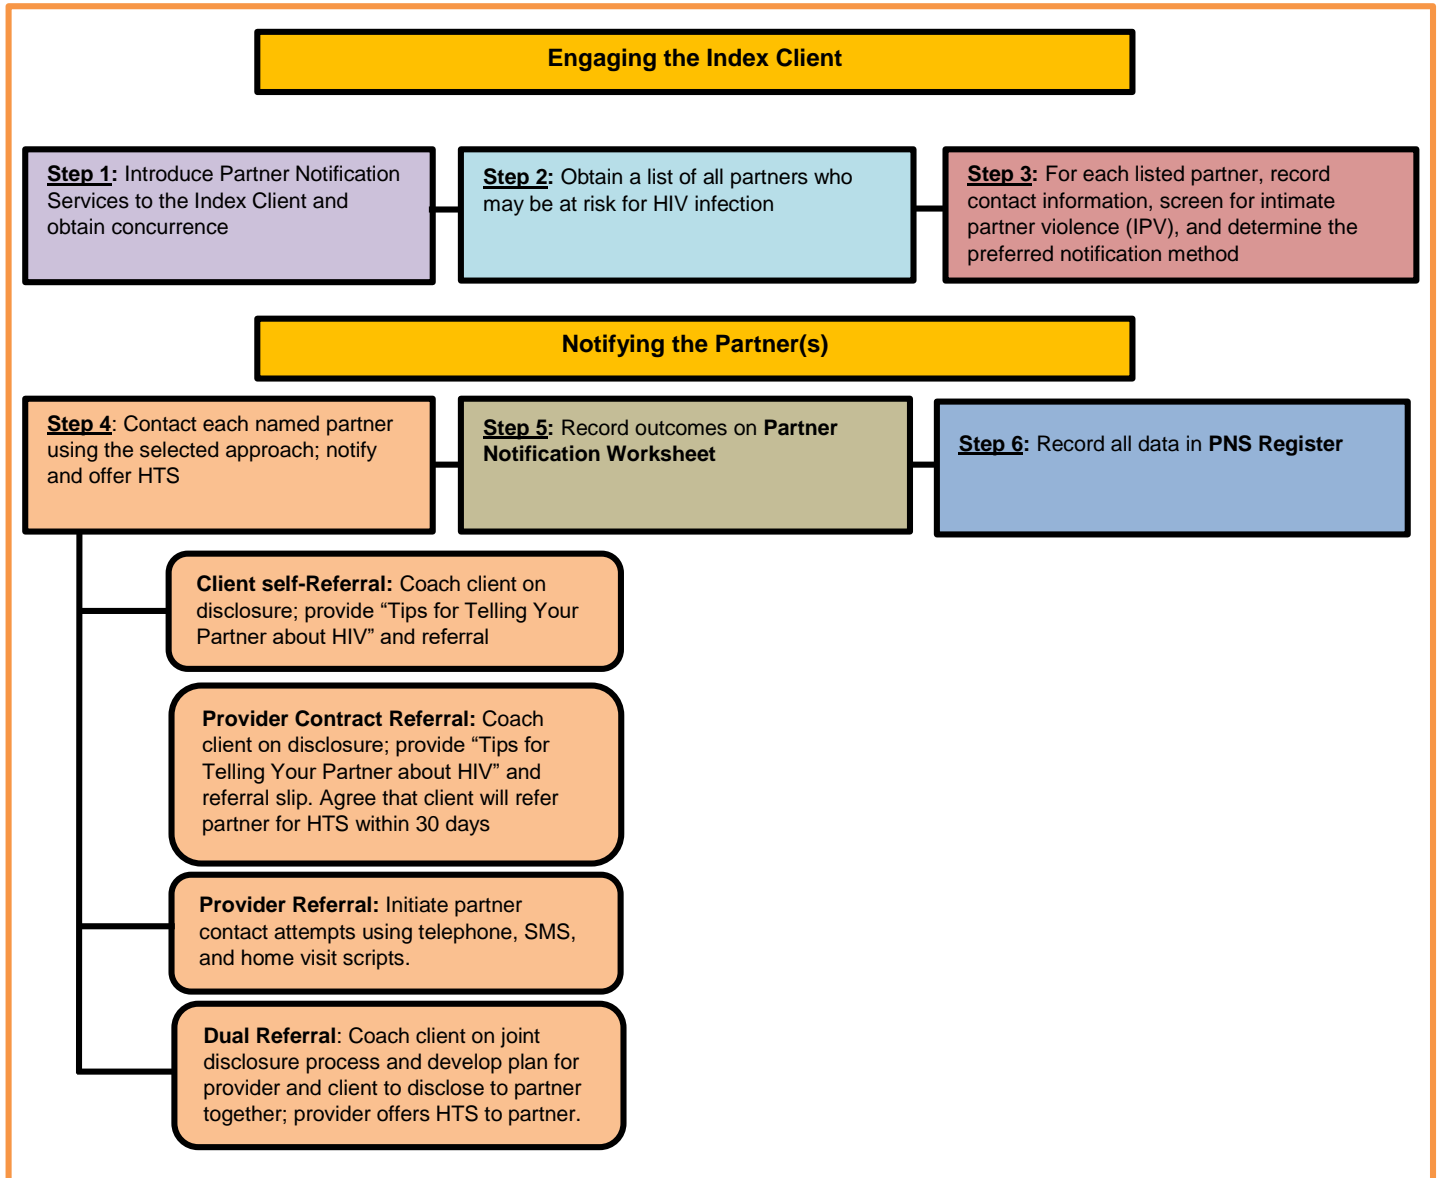 Engaging the Index Client
Step 1: Introduce Partner Notification
Services to the Index Client and
obtain concurrence
Step 2: Obtain a list of all partners who
may be at risk for HIV infection
Step 3: For each listed partner, record
contact information, screen for intimate
partner violence (IPV), and determine the
preferred notification method
Notifying the Partner(s)
Step 4: Contact each named partner
using the selected approach; notify
and offer HTS
Step 5: Record outcomes on Partner
Notification Worksheet
Step 6: Record all data in PNS Register
Client self-Referral: Coach client on
disclosure; provide “Tips for Telling Your
Partner about HIV” and referral
Provider Contract Referral: Coach
client on disclosure; provide “Tips for
Telling Your Partner about HIV” and
referral slip. Agree that client will refer
partner for HTS within 30 days
Provider Referral: Initiate partner
contact attempts using telephone, SMS,
and home visit scripts.
Dual Referral: Coach client on joint
disclosure process and develop plan for
provider and client to disclose to partner
together; provider offers HTS to partner.